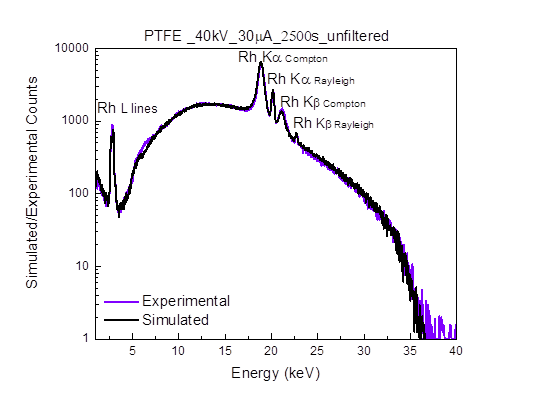 PTFE _40kV_30µA_2500s_unfiltered
10000
1000
100
10
1
Simulated/Experimental Counts
Rh Kα Compton
Rh Kα Rayleigh
Rh Kβ Compton
Rh Kβ Rayleigh
Rh L lines
Experimental
Simulated
5 10 15 20 25 30 35 40
Energy (keV)